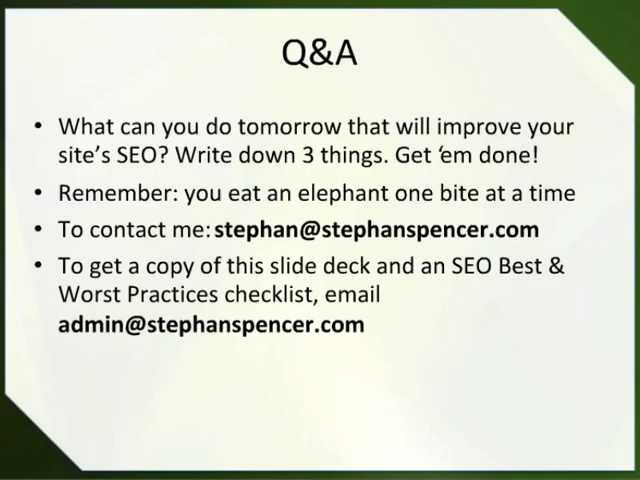 Q&A
• What can you do tomorrow that will improve your
site's SEO? Write down 3 things. Get ‘em done!
• Remember: you eat an elephant one bite at a time
• To contact me: stephan@stephanspencer.com
• To get a copy of this slide deck and an SEO Best &
Worst Practices checklist, email
admin@stephanspencer.com